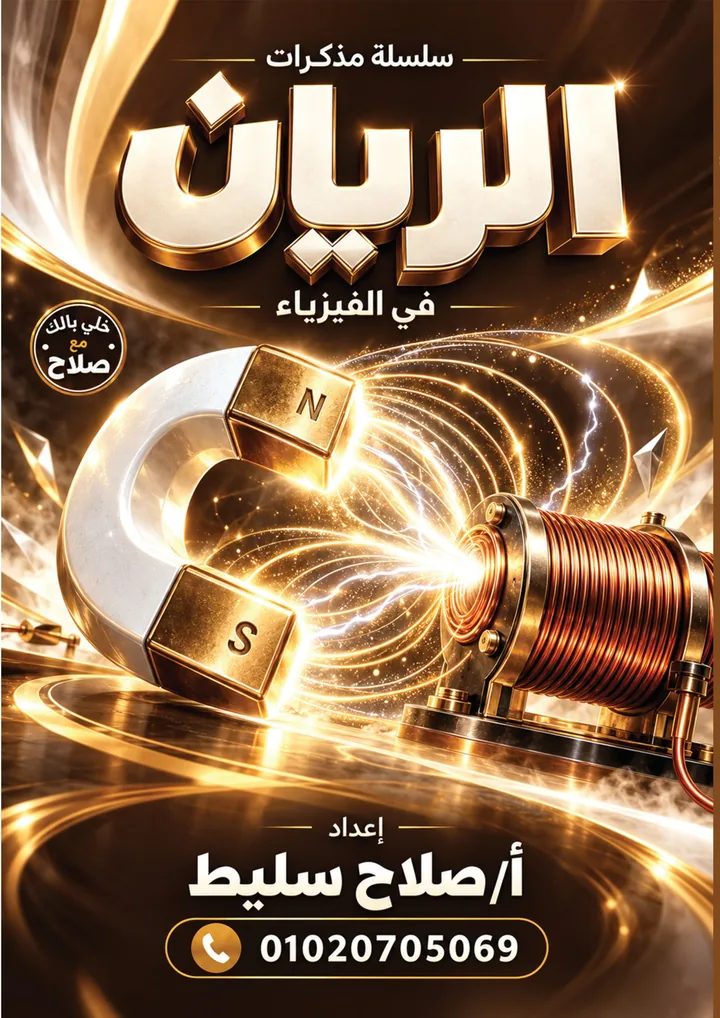 سلسلة مذكرات
الريان
في الفيزياء
خلي بالك
مع
صلاح
N
S
إعداد
أ/صلاح سليط
01020705069